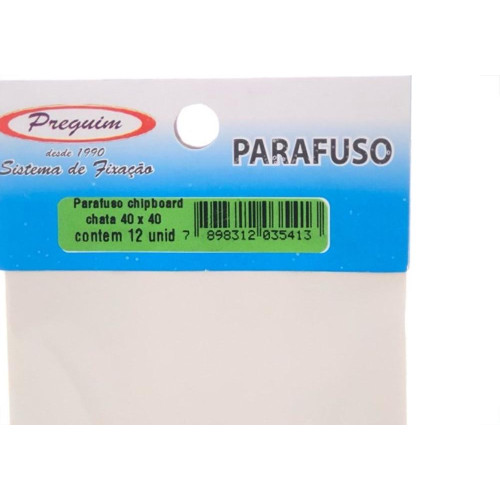 Preguim
desde 1990
Sistema de Fixação
PARAFUSO
Parafuso chipboard
chata 40 x 40
contem 12 unid
7 898312 035413